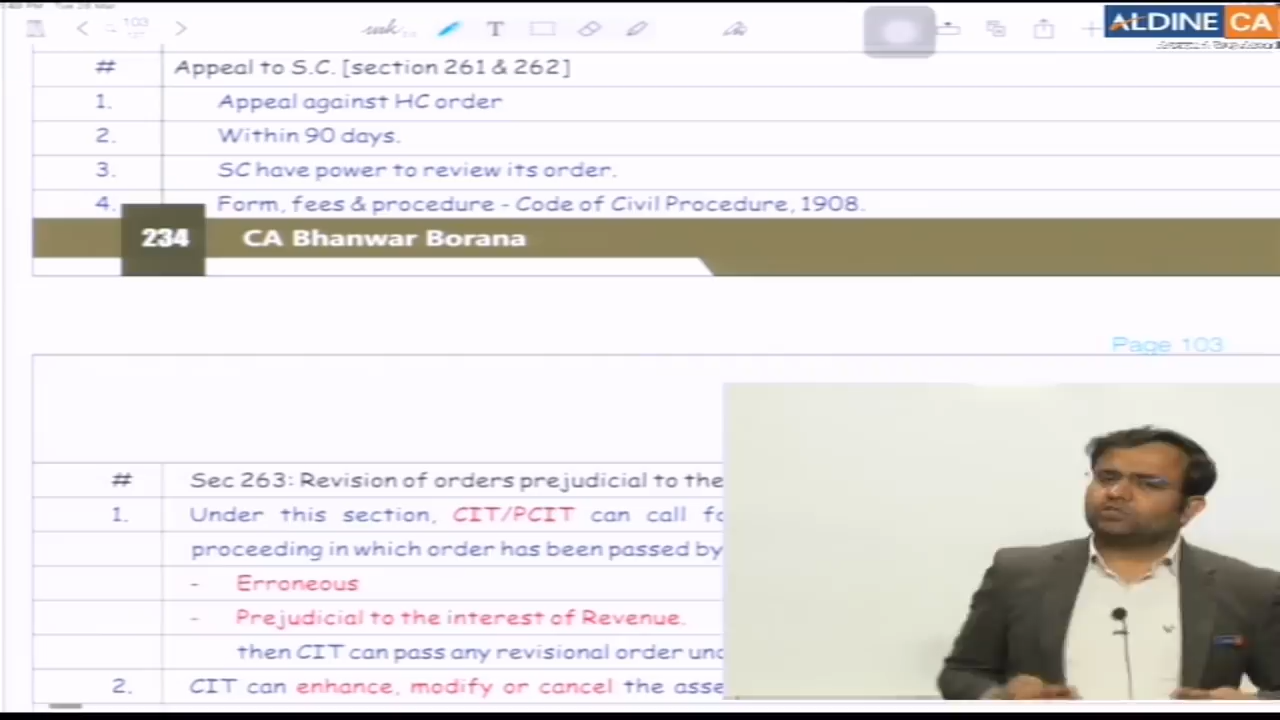 103
T
ALDINE CA
# Appeal to S.C. [section 261 & 262]
1. Appeal against HC order
2. Within 90 days.
3. SC have power to review its order.
4. Form, fees & procedure - Code of Civil Procedure, 1908.
234 CA Bhanwar Borana
Page 103
# Sec 263: Revision of orders prejudicial to the
1. Under this section, CIT/PCIT can call fo
proceeding in which order has been passed by
- Erroneous
- Prejudicial to the interest of Revenue.
then CIT can pass any revisional order und
2. CIT can enhance, modify or cancel the asse